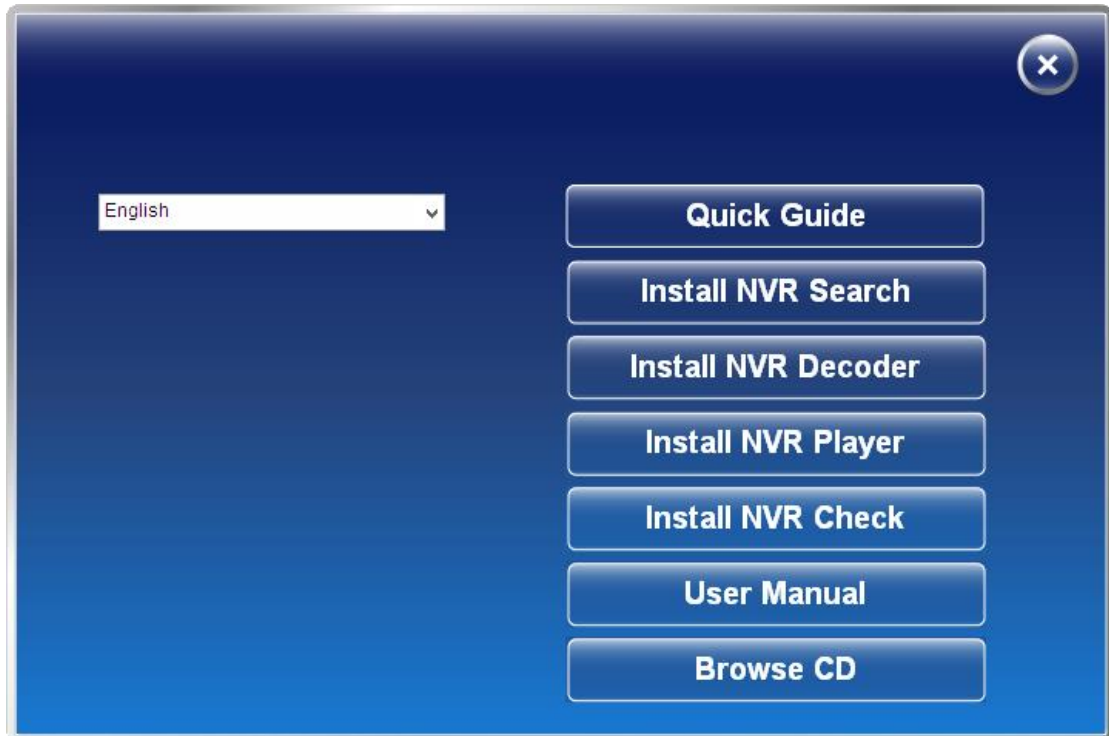 English
Quick Guide
Install NVR Search
Install NVR Decoder
Install NVR Player
Install NVR Check
User Manual
Browse CD